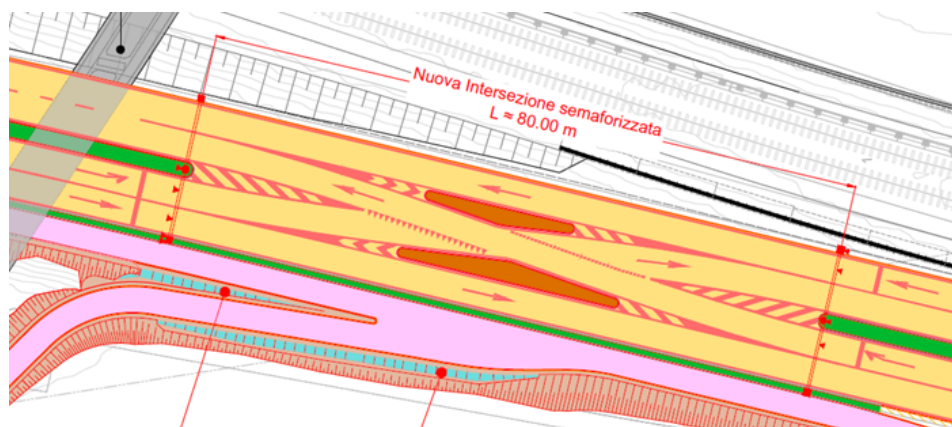 Nuova Intersezione semaforizzata
L ≈ 80.00 m